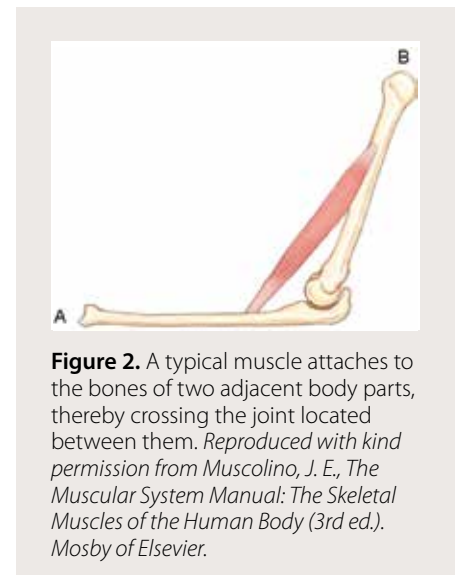 B
A
Figure 2. A typical muscle attaches to
the bones of two adjacent body parts,
thereby crossing the joint located
between them. Reproduced with kind
permission from Muscolino, J. E., The
Muscular System Manual: The Skeletal
Muscles of the Human Body (3rd ed.).
Mosby of Elsevier.